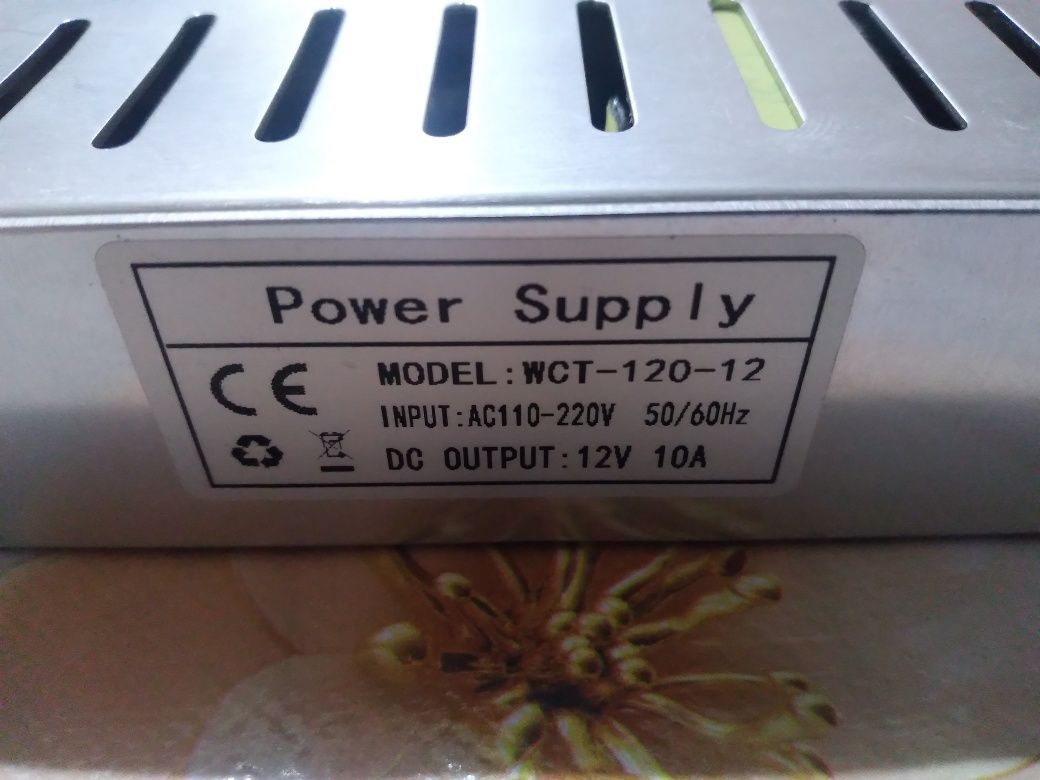 Power Supply
CE
MODEL:WCT-120-12
INPUT:AC110-220V 50/60Hz
DC OUTPUT:12V 10A